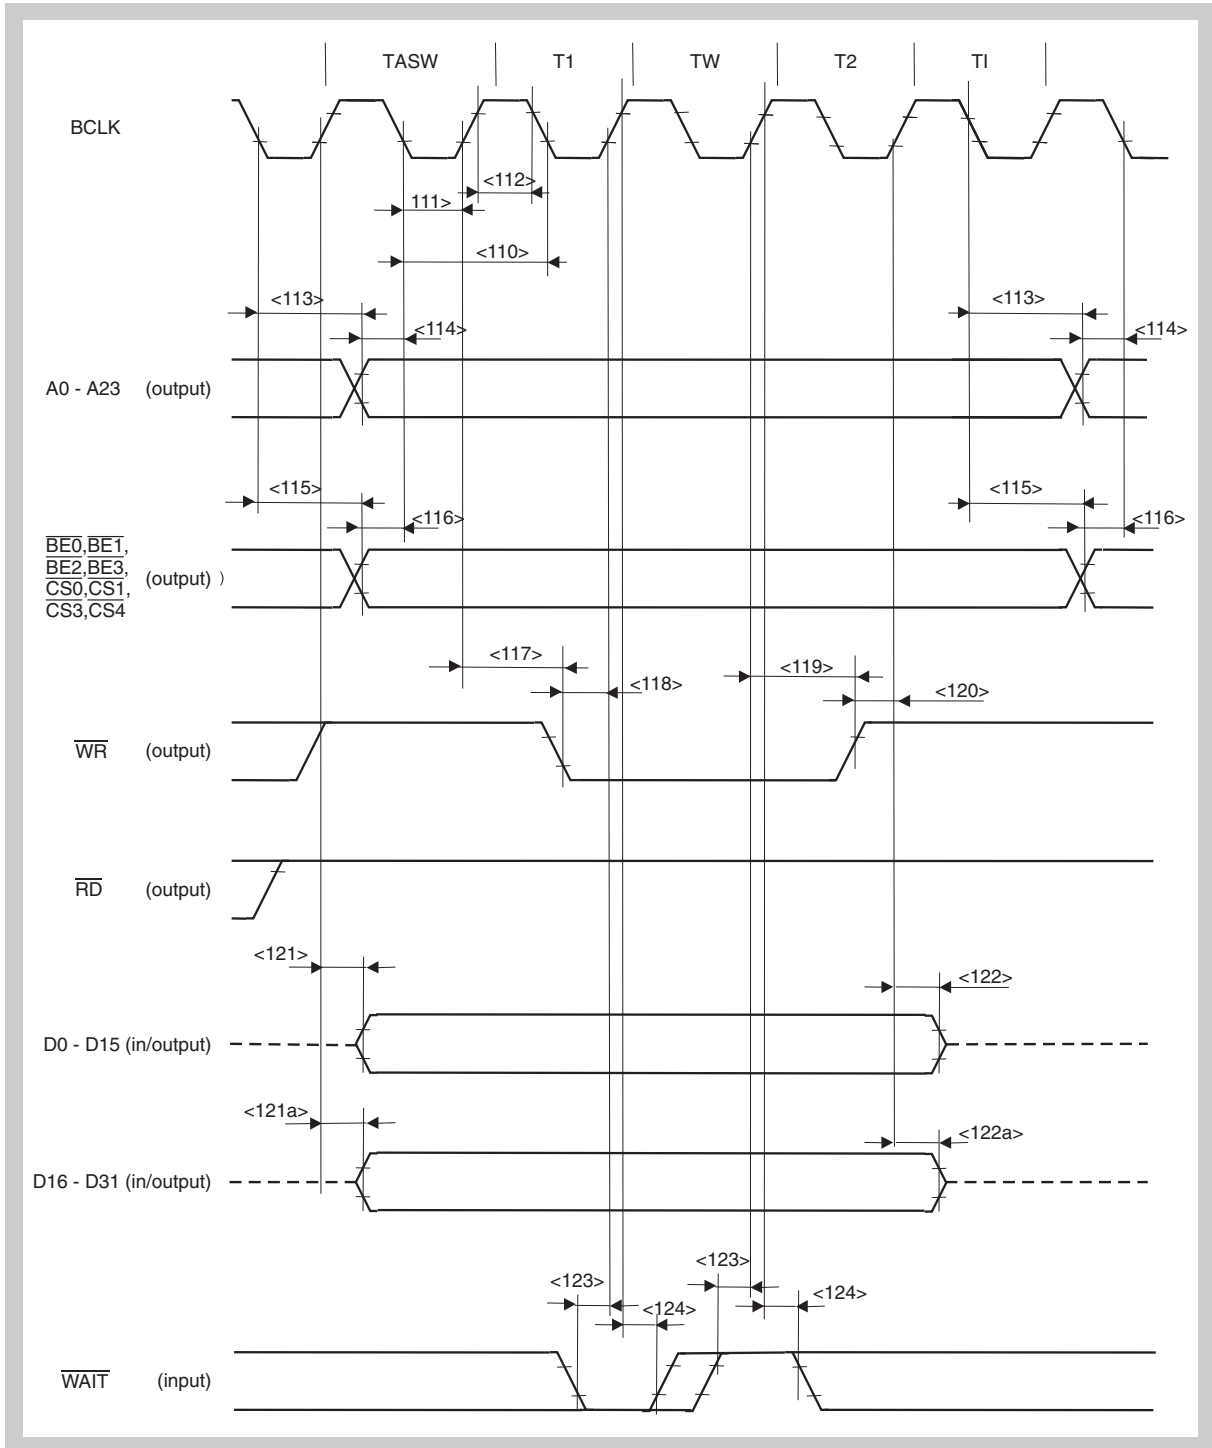 TASW T1 TW T2 TI
BCLK
<112>
111>
<110>
<113> <113>
<114> <114>
A0 - A23 (output)
<115> <115>
<116> <116>
BE0,BE1,
BE2,BE3, (output) )
CS0,CS1,
CS3,CS4
<117> <119>
<118> <120>
WR (output)
RD (output)
<121>
<122>
D0 - D15 (in/output)
<121a>
<122a>
D16 - D31 (in/output)
<123>
<123> <124>
<124>
WAIT (input)